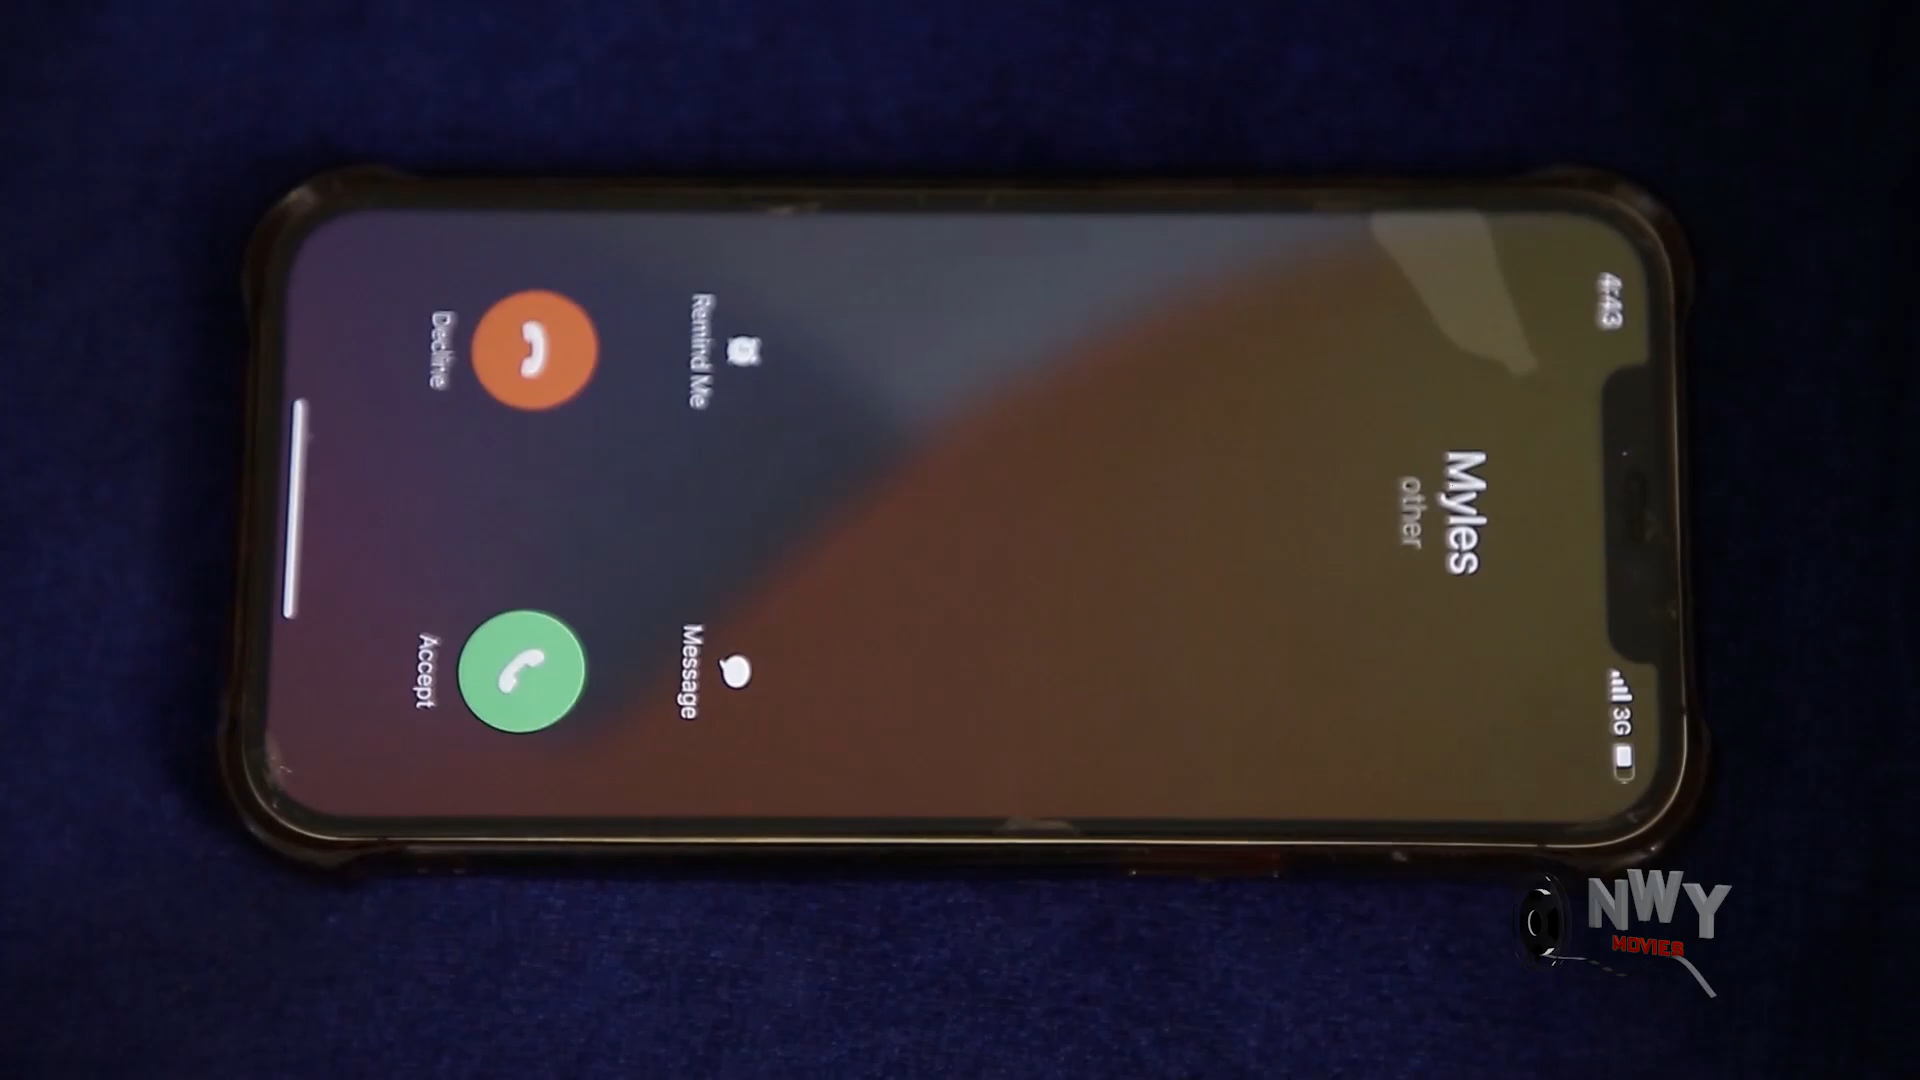 4:43
3G
Myles
other
Remind Me
Message
Decline
Accept
NWY
MOVIES